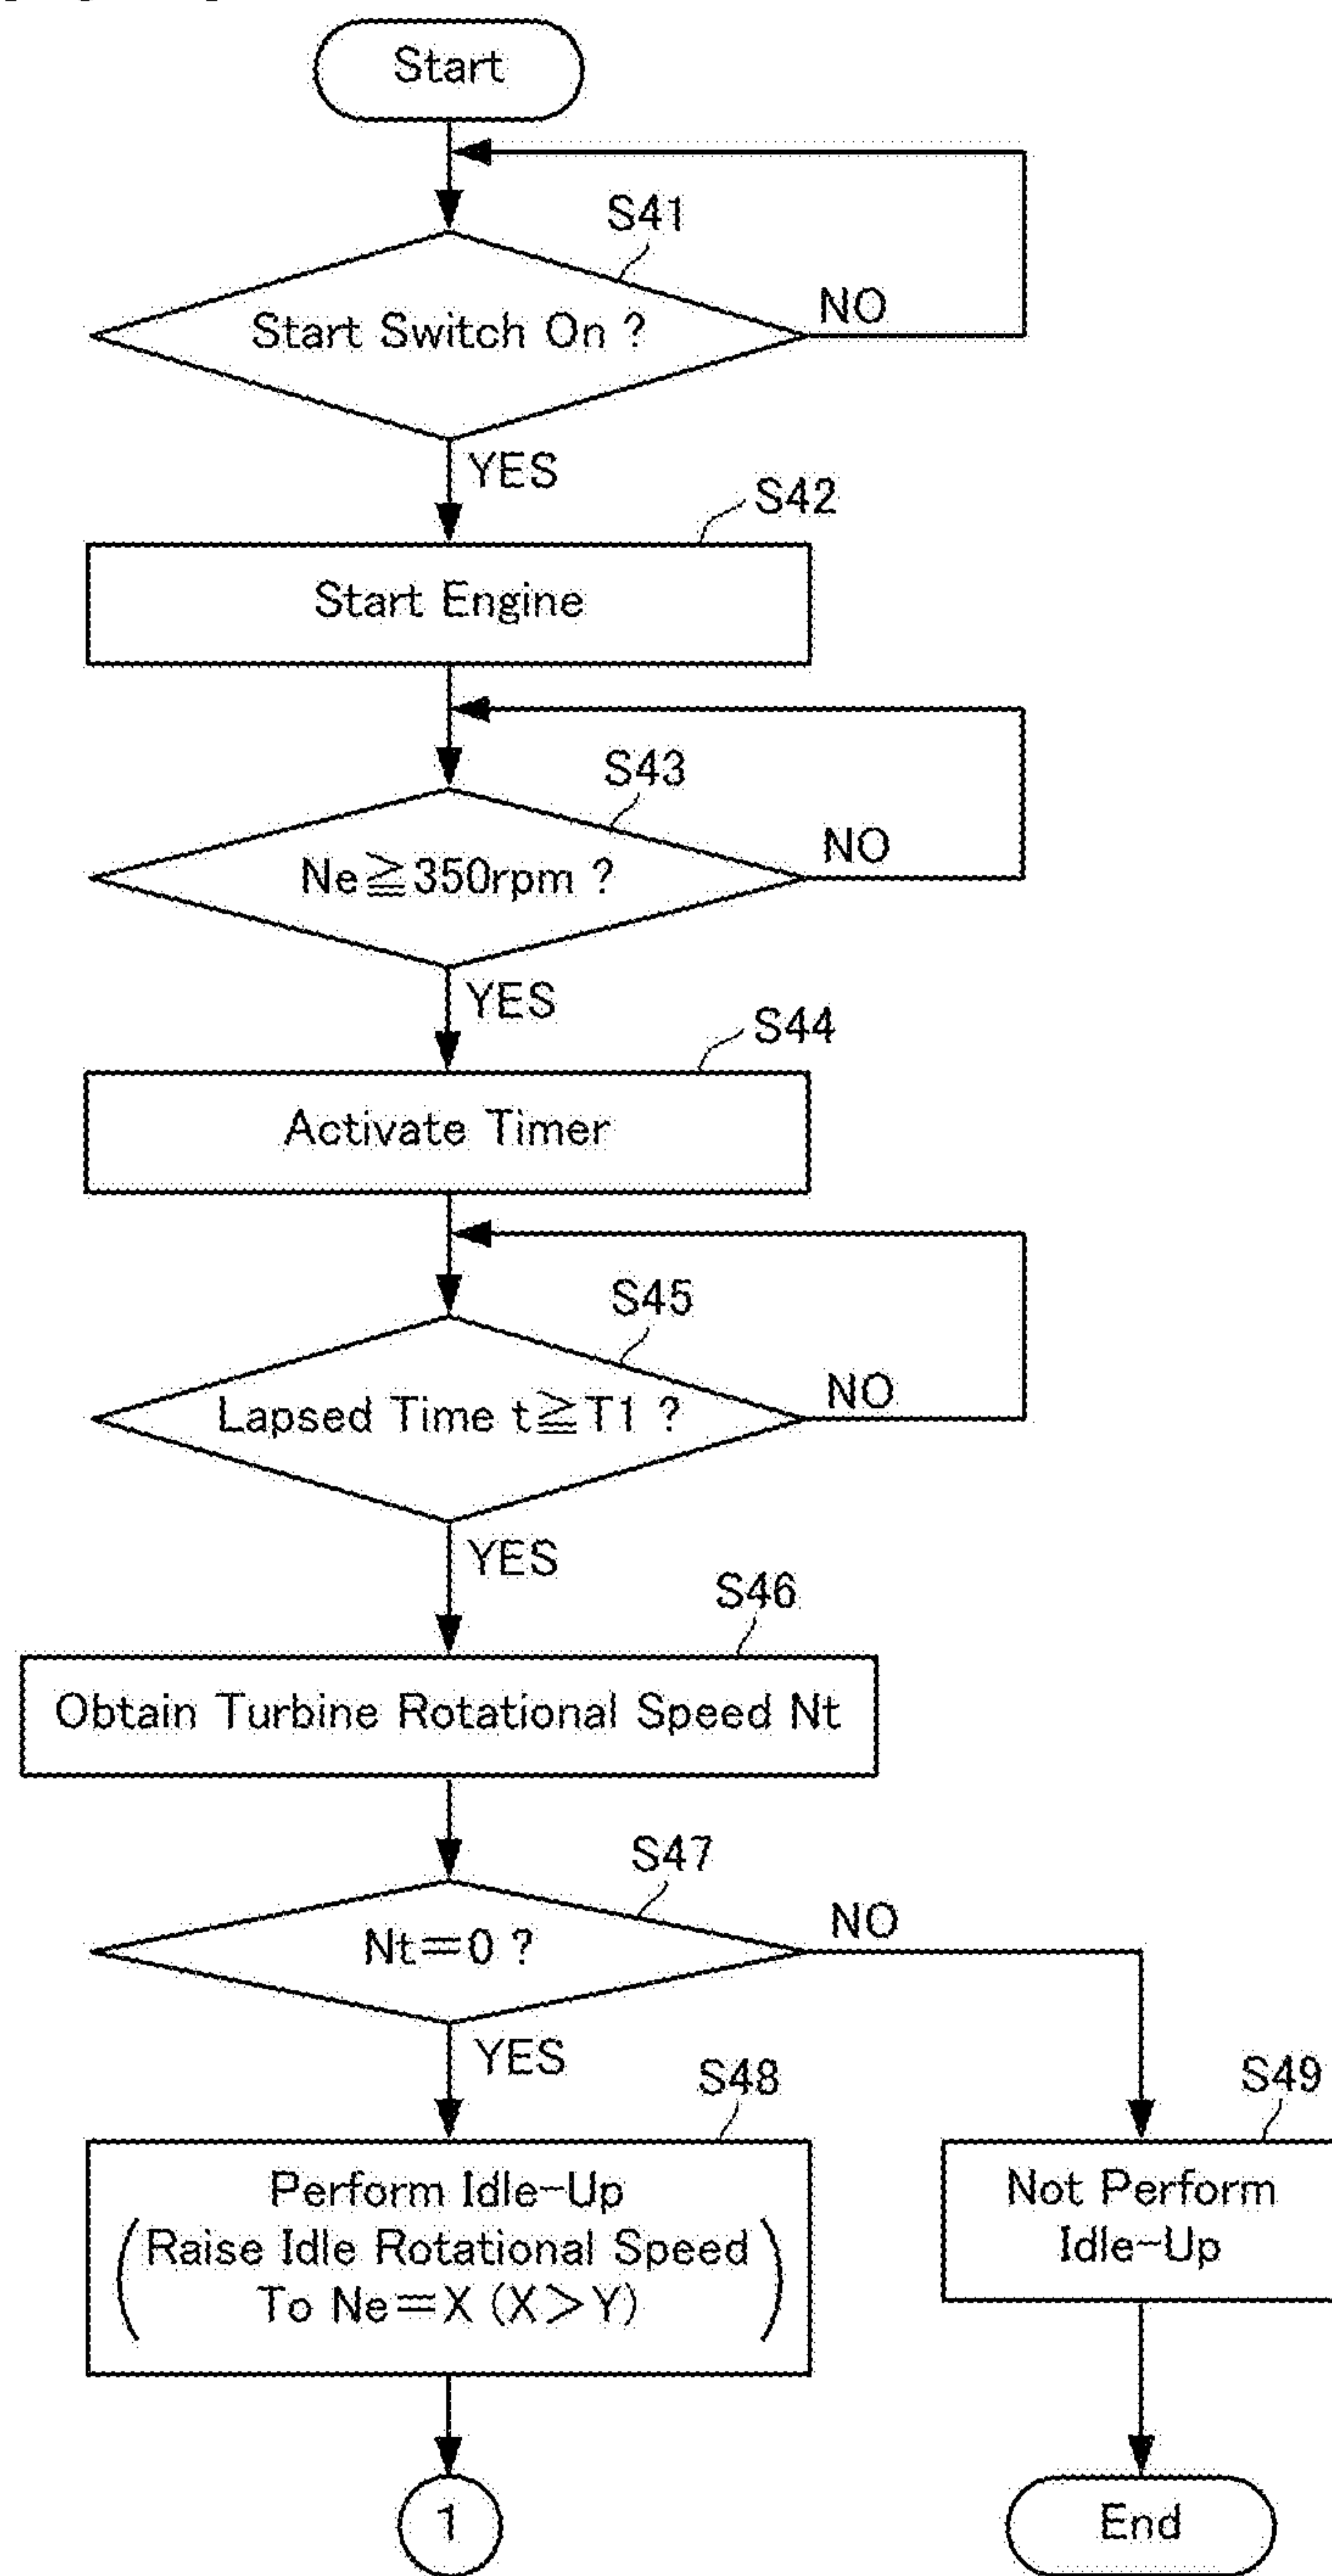 Start
S41
Start Switch On ?
NO
YES
S42
Start Engine
S43
Ne≧350rpm ?
NO
YES
S44
Activate Timer
S45
Lapsed Time t≧T1 ?
NO
YES
S46
Obtain Turbine Rotational Speed Nt
S47
Nt=0 ?
NO
YES
S48
S49
Perform Idle-Up
(Raise Idle Rotational Speed
To Ne=X (X>Y))
Not Perform
Idle-Up
1
End